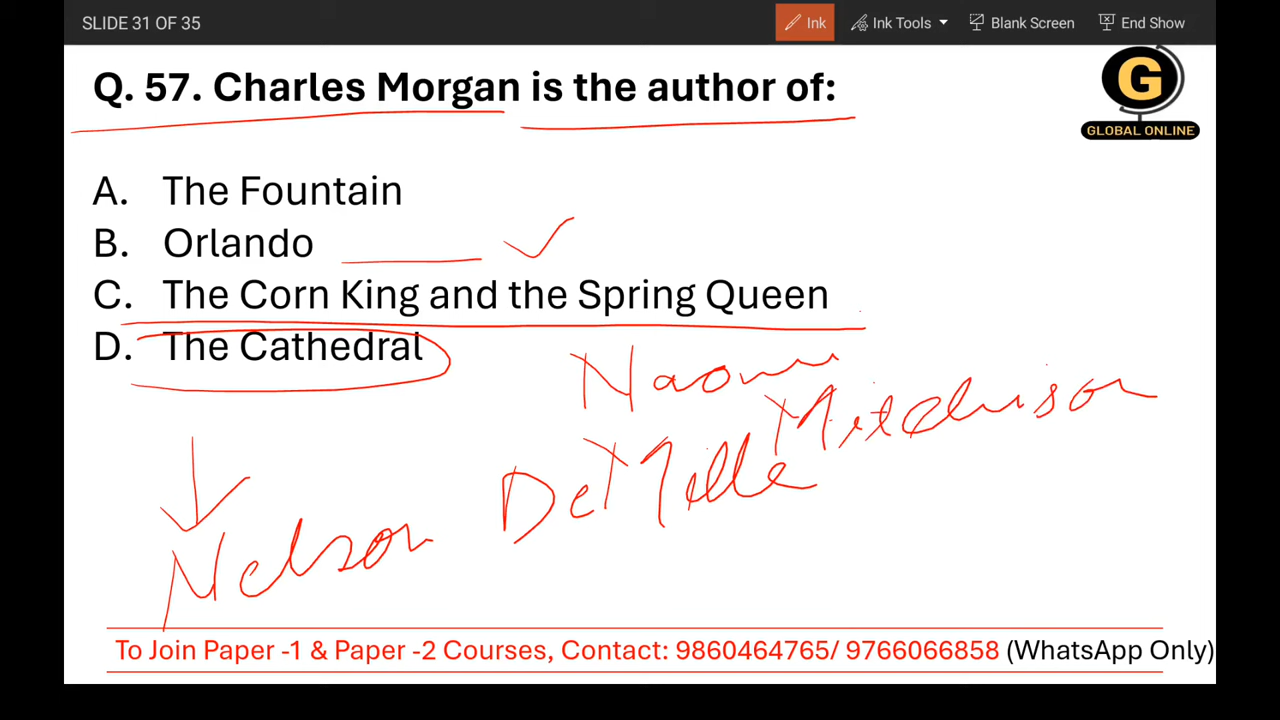 SLIDE 31 OF 35
Ink
Ink Tools
Blank Screen
End Show
Q. 57. Charles Morgan is the author of:
G
GLOBAL ONLINE
A. The Fountain
B. Orlando
C. The Corn King and the Spring Queen
D. The Cathedral
Naomi
Mitchison
Nelson DeMille
To Join Paper -1 & Paper -2 Courses, Contact: 9860464765/ 9766066858 (WhatsApp Only)